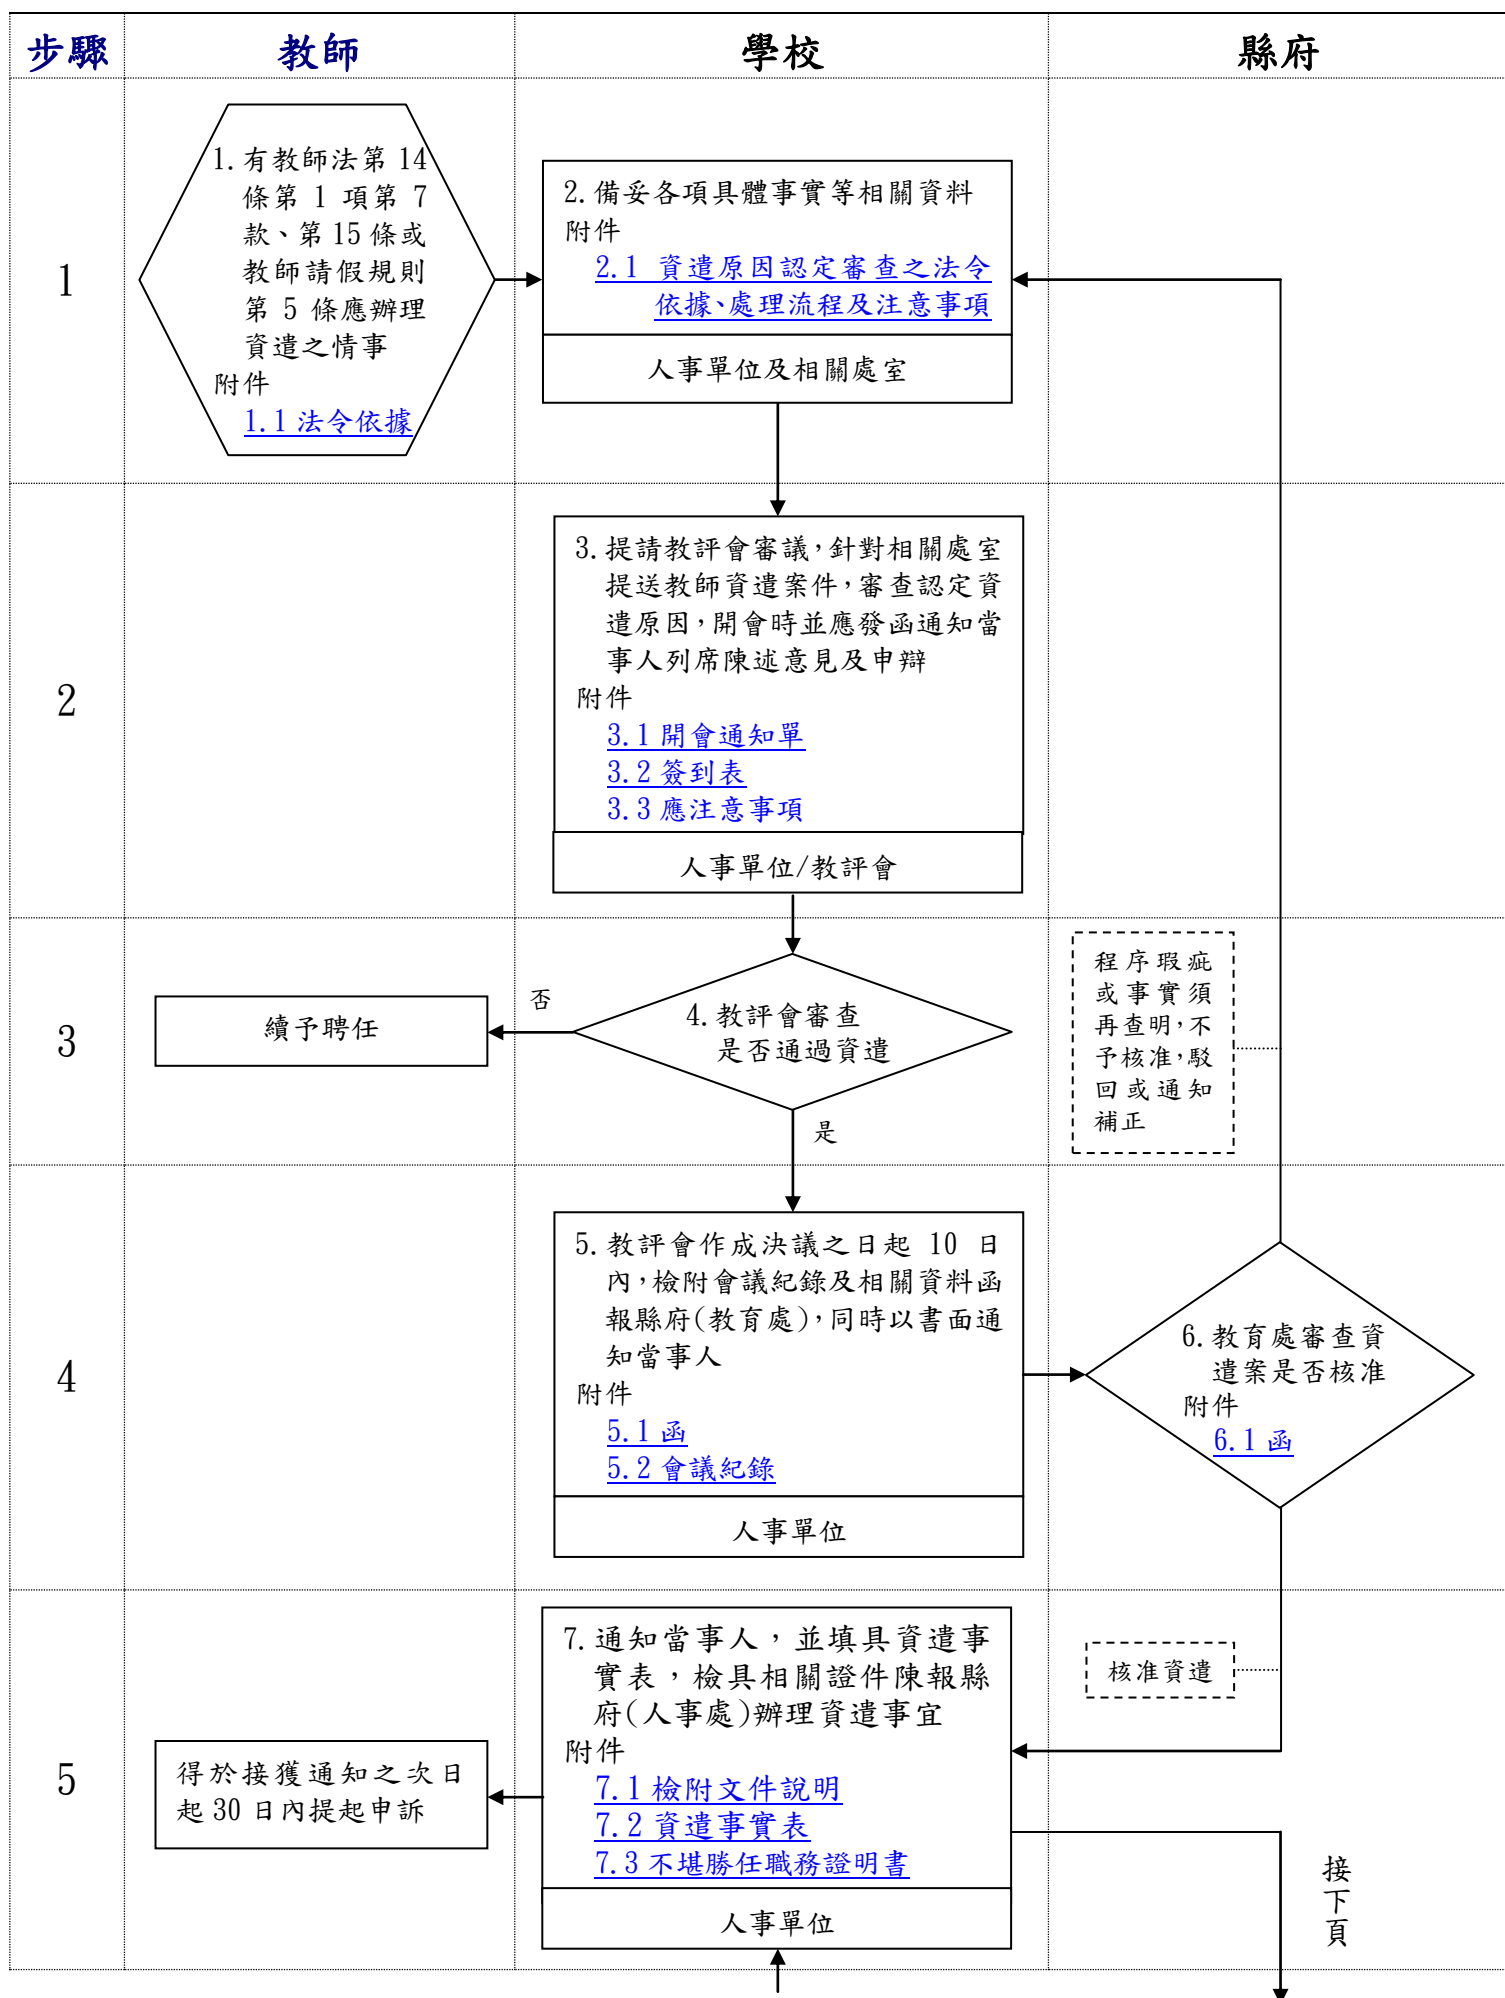 步驟 教師 學校 縣府
1
1.有教師法第 14
條第 1 項第 7
款、第 15 條或
教師請假規則
第 5 條應辦理
資遣之情事
附件
1.1 法令依據
2.備妥各項具體事實等相關資料
附件
2.1 資遣原因認定審查之法令
依據、處理流程及注意事項
人事單位及相關處室
2
3.提請教評會審議，針對相關處室
提送教師資遣案件，審查認定資
遣原因，開會時並應發函通知當
事人列席陳述意見及申辯
附件
3.1 開會通知單
3.2 簽到表
3.3 應注意事項
人事單位/教評會
3
續予聘任
否
4.教評會審查
是否通過資遣
是
程序瑕疵
或事實須
再查明，不
予核准，駁
回或通知
補正
4
5.教評會作成決議之日起 10 日
內，檢附會議紀錄及相關資料函
報縣府(教育處)，同時以書面通
知當事人
附件
5.1 函
5.2 會議紀錄
人事單位
6.教育處審查資
遣案是否核准
附件
6.1 函
5
得於接獲通知之次日
起 30 日內提起申訴
7.通知當事人，並填具資遣事
實表，檢具相關證件陳報縣
府(人事處)辦理資遣事宜
附件
7.1 檢附文件說明
7.2 資遣事實表
7.3 不堪勝任職務證明書
人事單位
核准資遣
接下頁